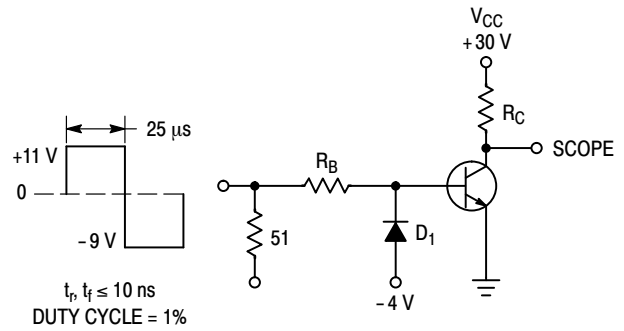 V_CC
+30 V
R_C
SCOPE
25 μs
+11 V
0
-9 V
R_B
51
D_1
-4 V
t_r, t_f ≤ 10 ns
DUTY CYCLE = 1%